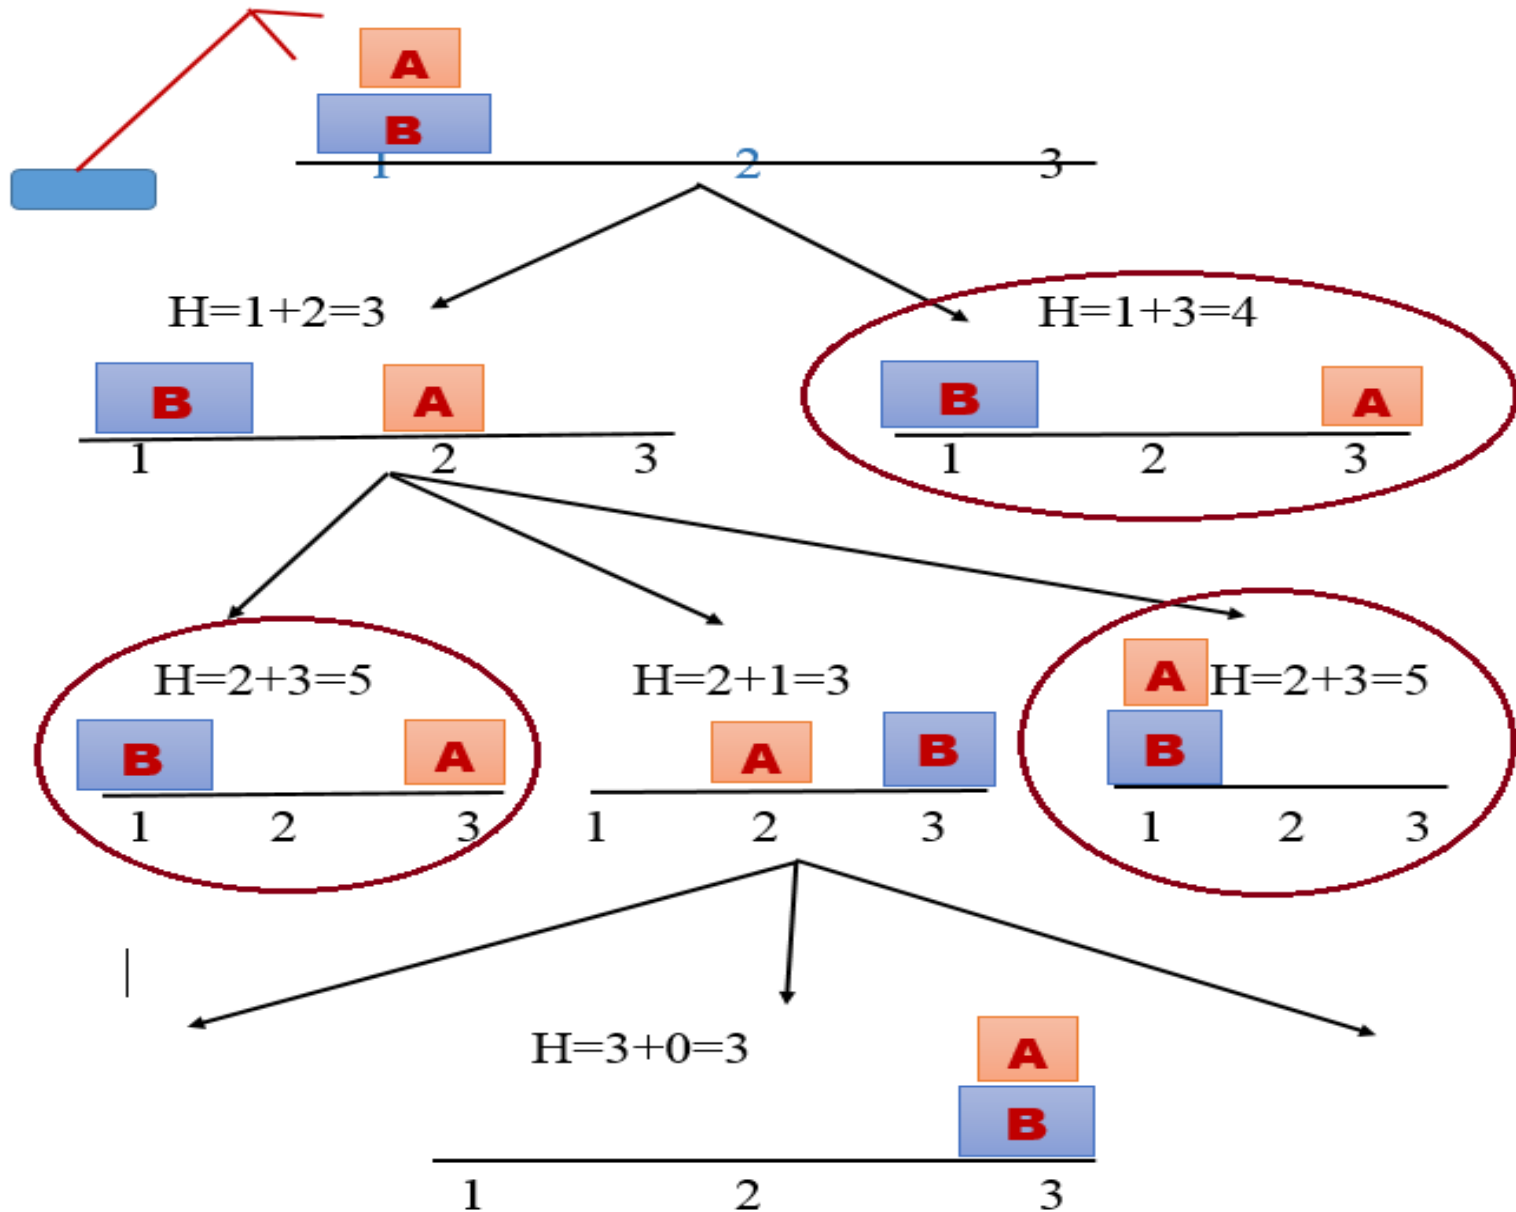 A
B
1 2 3
H=1+2=3 H=1+3=4
B A B A
1 2 3 1 2 3
H=2+3=5 H=2+1=3 A H=2+3=5
B A A B B
1 2 3 1 2 3 1 2 3
H=3+0=3 A
B
1 2 3